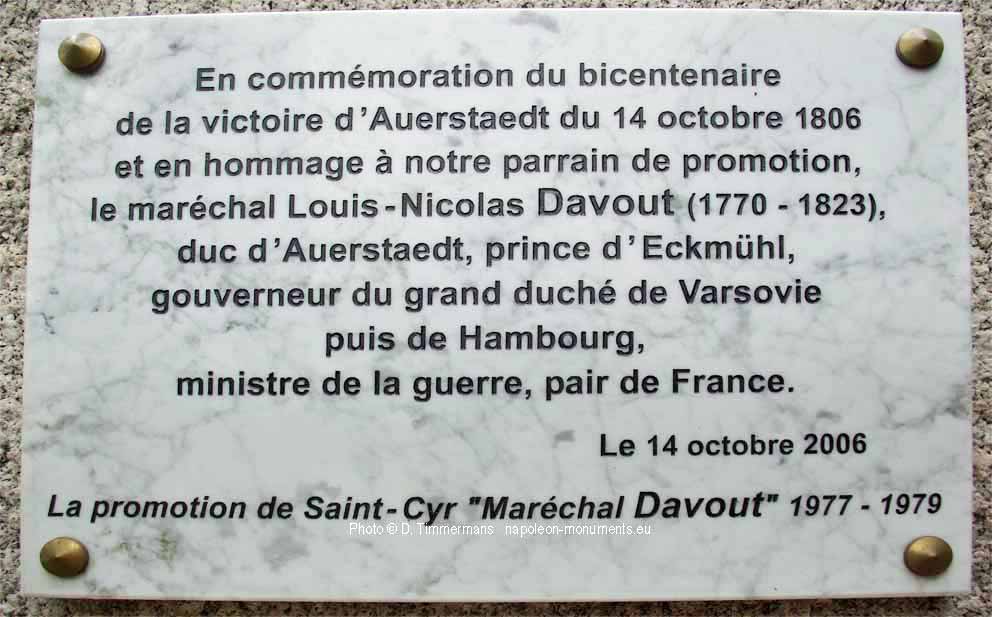 En commémoration du bicentenaire
de la victoire d'Auerstaedt du 14 octobre 1806
et en hommage à notre parrain de promotion,
le maréchal Louis-Nicolas Davout (1770 - 1823),
duc d'Auerstaedt, prince d'Eckmühl,
gouverneur du grand duché de Varsovie
puis de Hambourg,
ministre de la guerre, pair de France.
Le 14 octobre 2006
La promotion de Saint-Cyr "Maréchal Davout" 1977 - 1979
Photo © D. Timmermans napoleon-monuments.eu